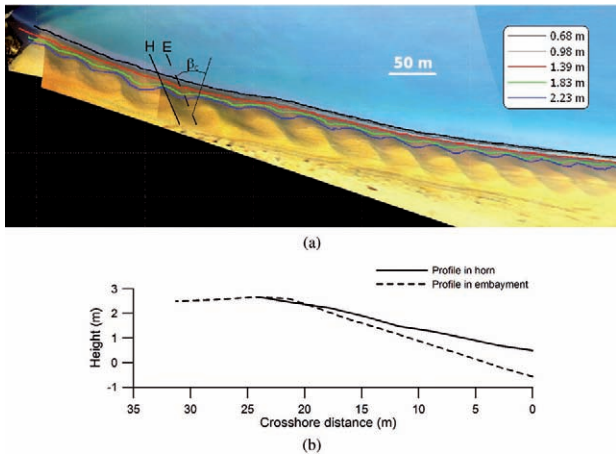 H E
βc
50 m
0.68 m
0.98 m
1.39 m
1.83 m
2.23 m
(a)
Profile in horn
Profile in embayment
Height (m)
3
2
1
0
-1
35 30 25 20 15 10 5 0
Crosshore distance (m)
(b)